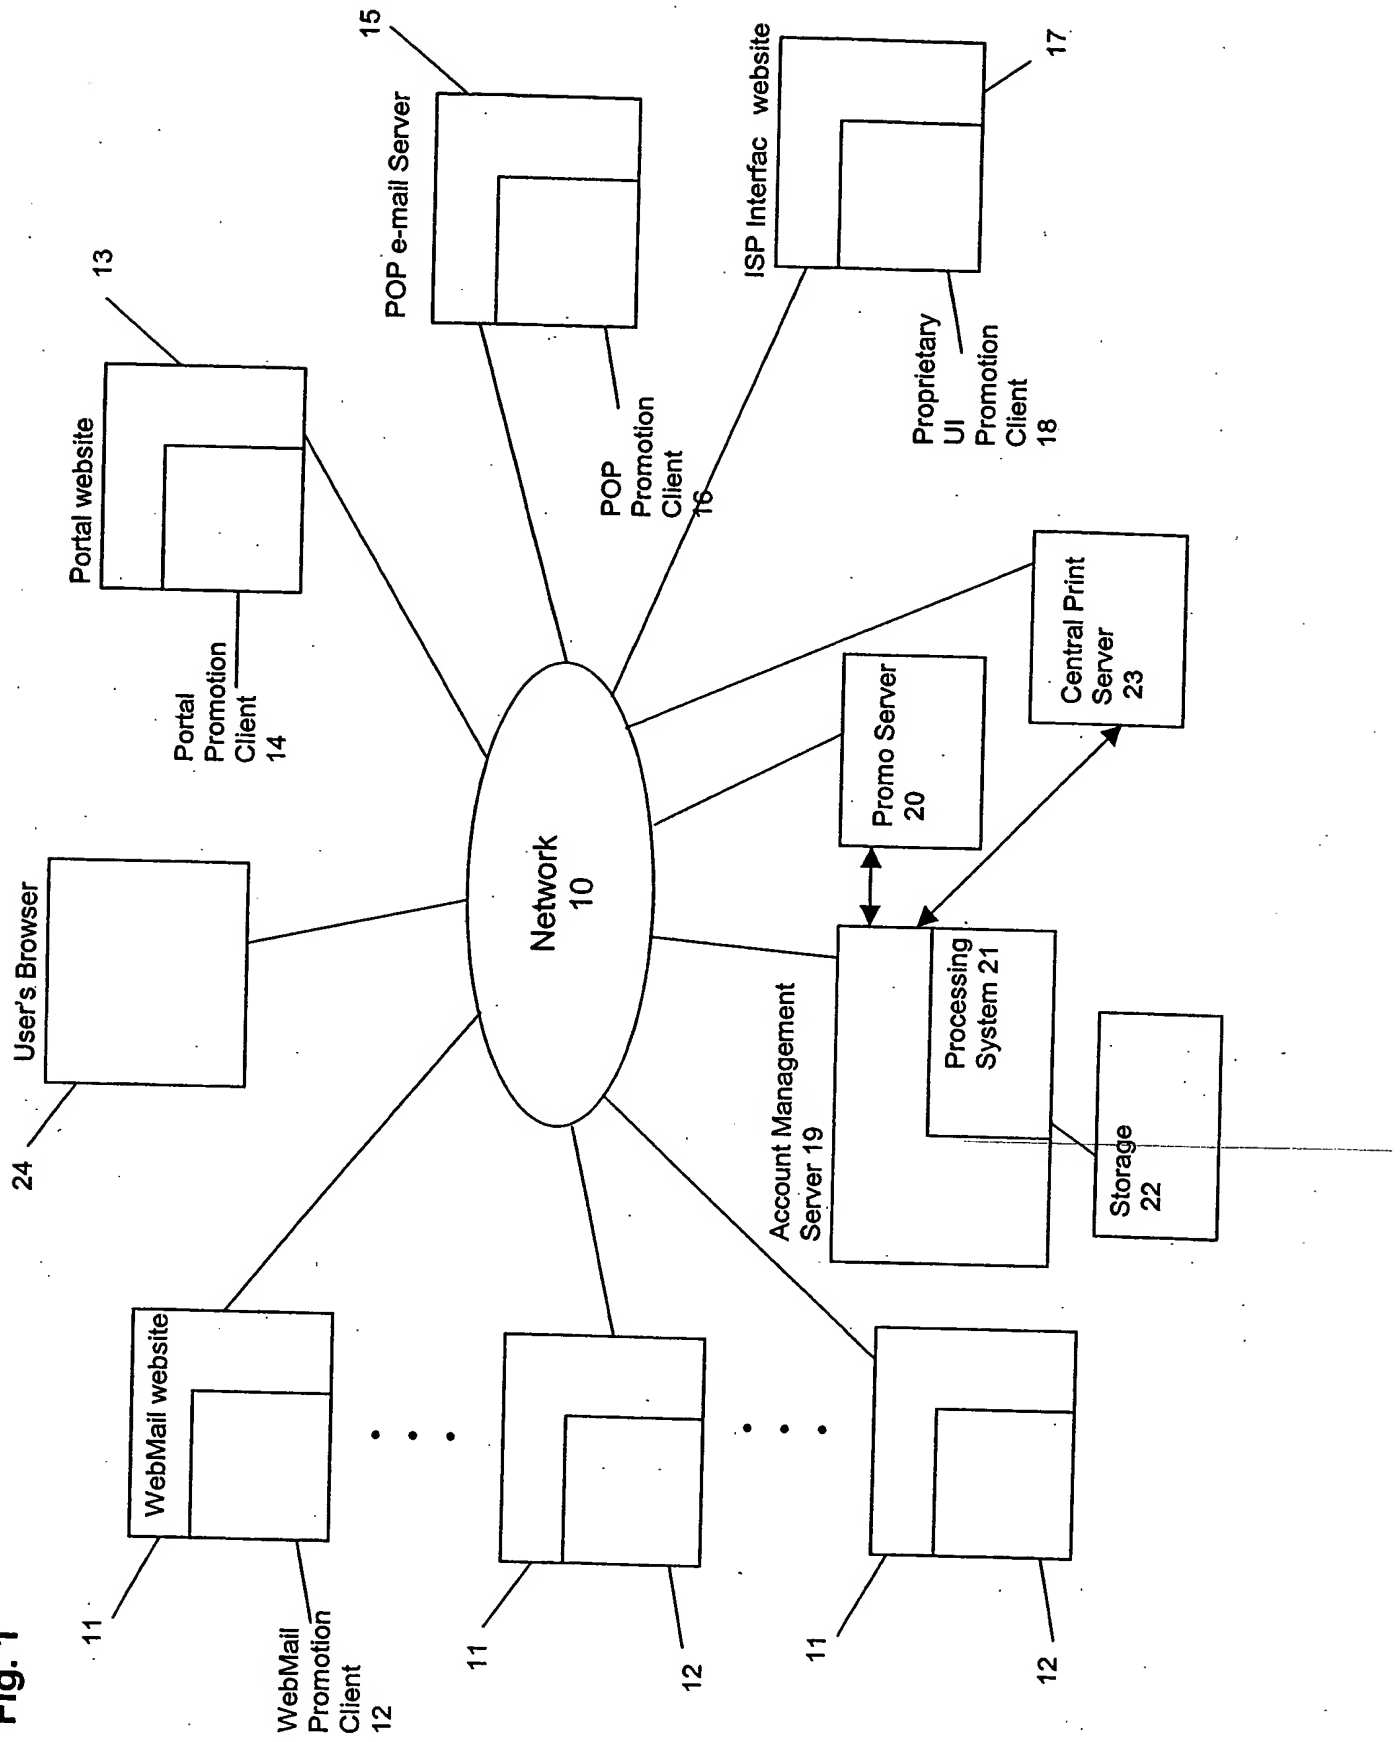 Fig. 1
11
WebMail website
WebMail
Promotion
Client
12
11
12
11
12
24
User's Browser
Portal website
13
Portal
Promotion
Client
14
POP e-mail Server
15
POP
Promotion
Client
16
ISP Interfac website
17
Proprietary
UI
Promotion
Client
18
Network
10
Account Management
Server 19
Processing
System 21
Storage
22
Promo Server
20
Central Print
Server
23